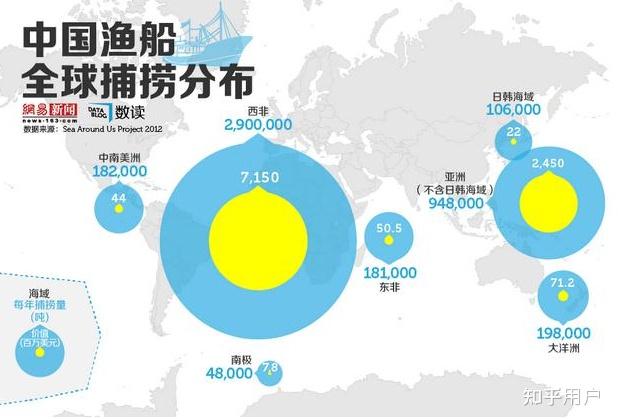 中国渔船
全球捕捞分布
網易新闻
news·163·com
DATA
BLOG
数读
数据来源：Sea Around Us Project 2012
西非
2,900,000
7,150
日韩海域
106,000
22
中南美洲
182,000
44
亚洲
（不含日韩海域）
948,000
2,450
50.5
181,000
东非
71.2
198,000
大洋洲
海域
每年捕捞量
（吨）
价值
（百万美元）
南极
48,000
7.8
知乎用户